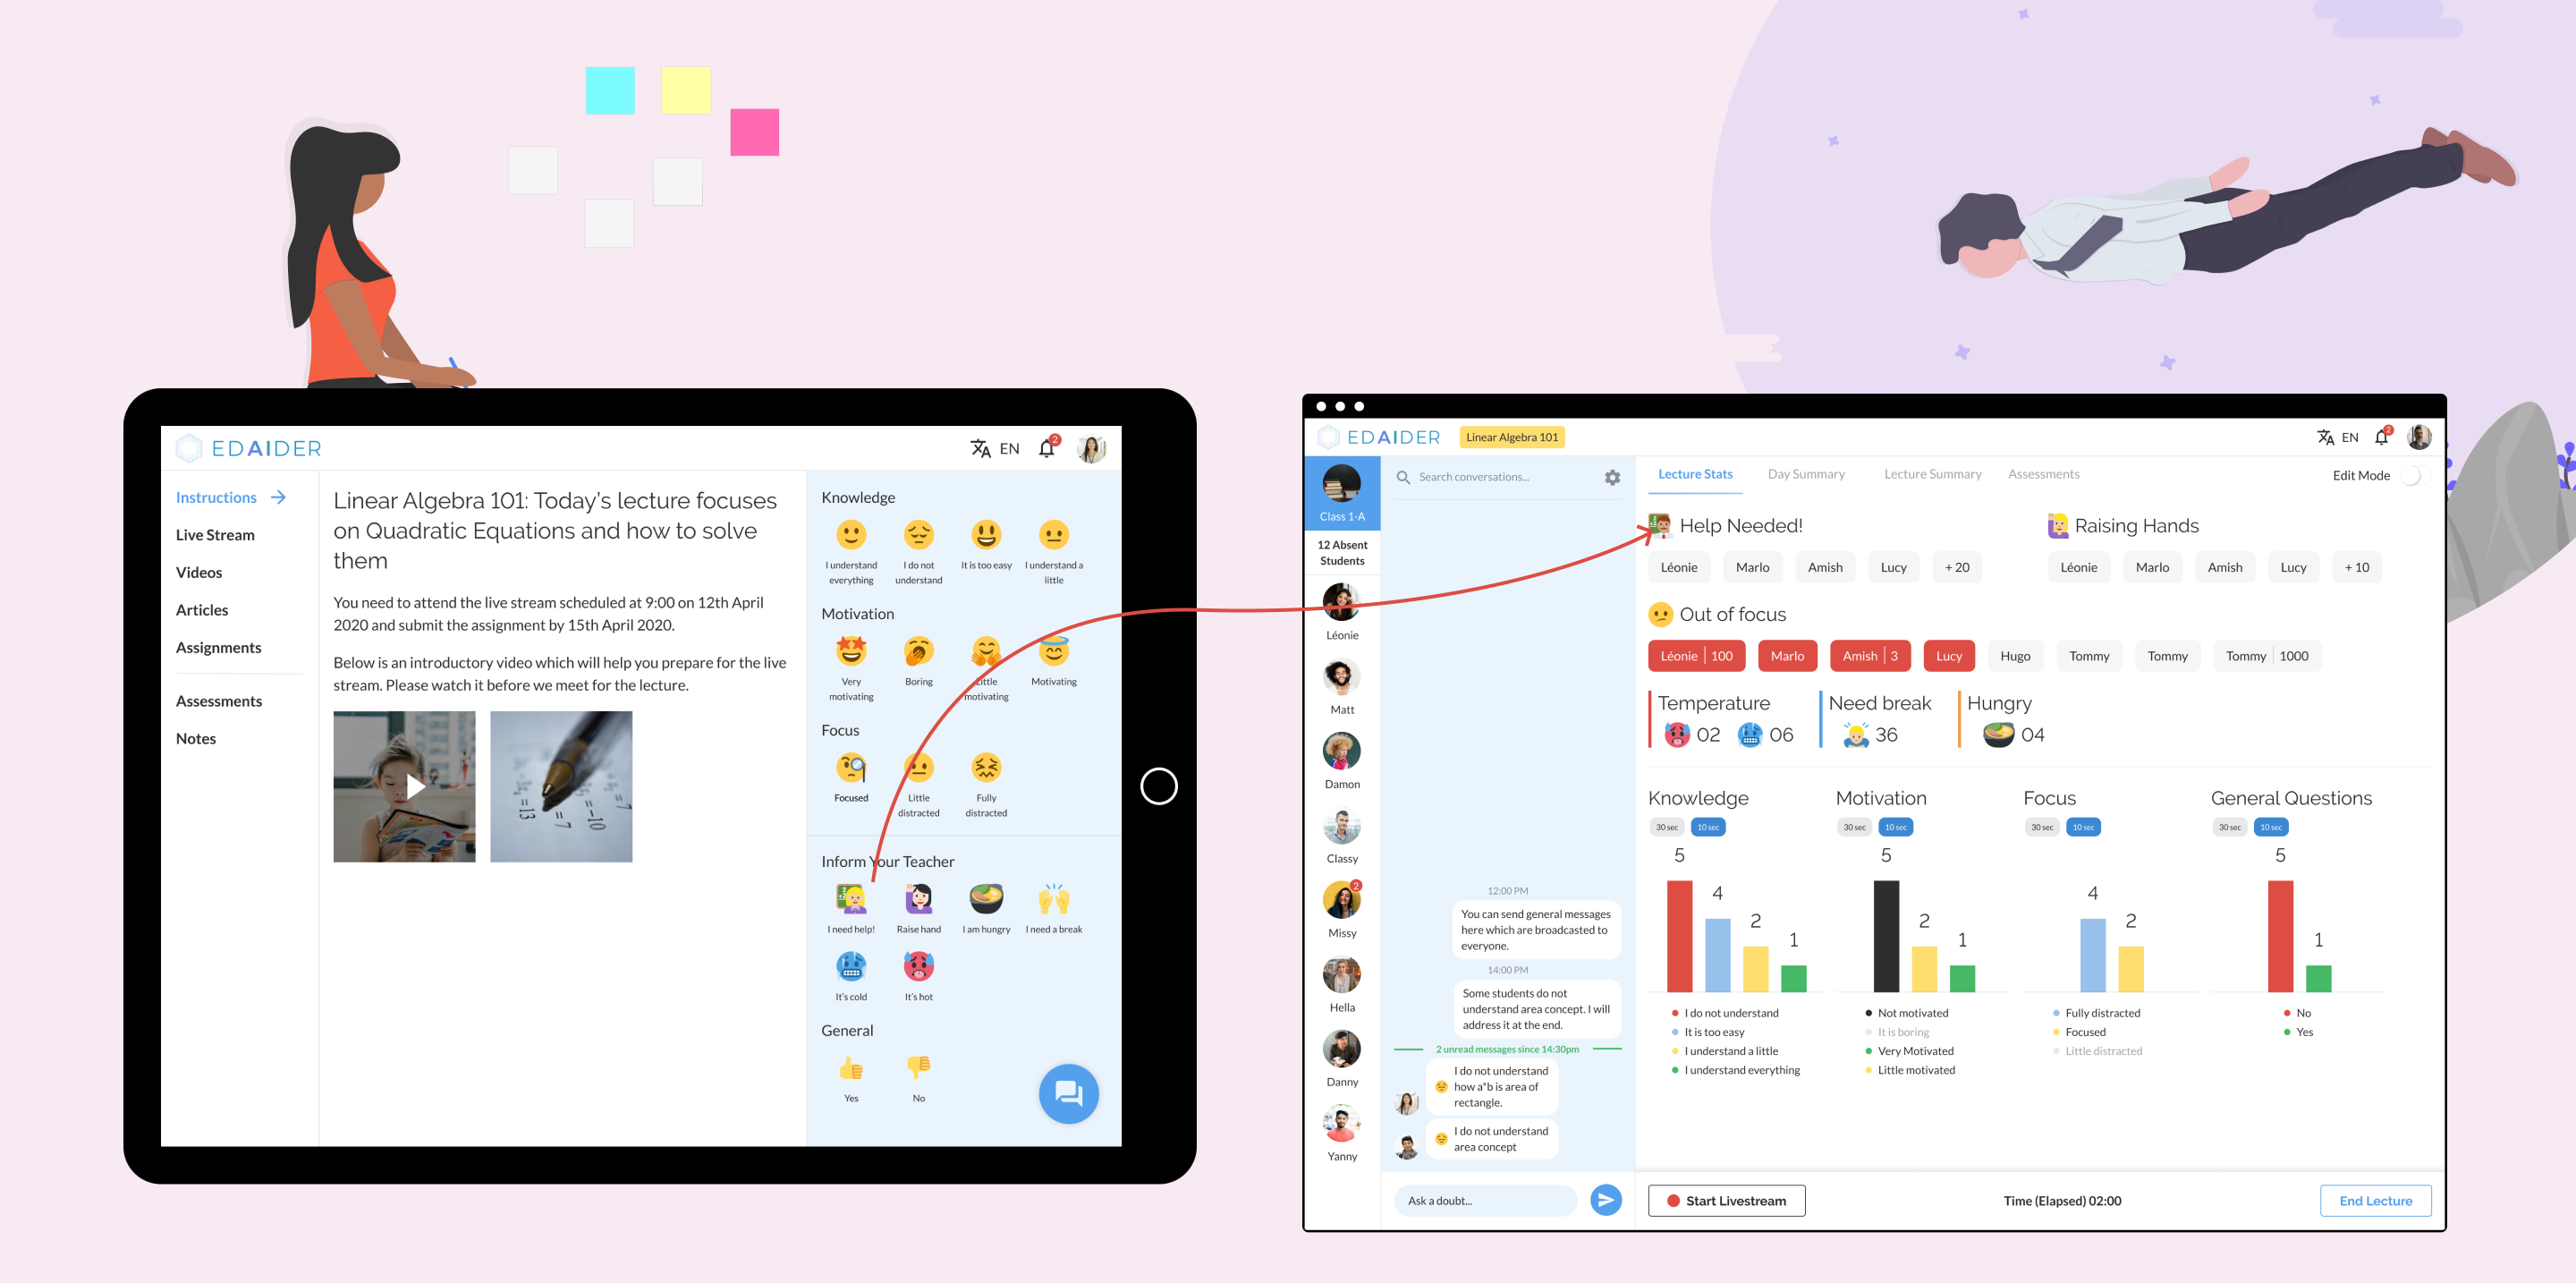 EDAIDER
EN
2
Instructions
Live Stream
Videos
Articles
Assignments
Assessments
Notes
Linear Algebra 101: Today's lecture focuses
on Quadratic Equations and how to solve
them
You need to attend the live stream scheduled at 9:00 on 12th April
2020 and submit the assignment by 15th April 2020.
Below is an introductory video which will help you prepare for the live
stream. Please watch it before we meet for the lecture.
=13
=7
=-10
=7
Knowledge
I understand
everything
I do not
understand
It is too easy
I understand a
little
Motivation
Very
motivating
Boring
Little
motivating
Motivating
Focus
Focused
Little
distracted
Fully
distracted
Inform Your Teacher
I need help!
Raise hand
I am hungry
I need a break
It's cold
It's hot
General
Yes
No
EDAIDER
Linear Algebra 101
EN
2
Class 1-A
12 Absent
Students
Léonie
Matt
Damon
Classy
2
Missy
Hella
Danny
Yanny
Search conversations...
12:00 PM
You can send general messages
here which are broadcasted to
everyone.
14:00 PM
Some students do not
understand area concept. I will
address it at the end.
2 unread messages since 14:30pm
I do not understand
how a*b is area of
rectangle.
I do not understand
area concept
Ask a doubt...
Lecture Stats
Day Summary
Lecture Summary
Assessments
Edit Mode
Help Needed!
Léonie
Marlo
Amish
Lucy
+ 20
Raising Hands
Léonie
Marlo
Amish
Lucy
+ 10
Out of focus
Léonie | 100
Marlo
Amish | 3
Lucy
Hugo
Tommy
Tommy
Tommy | 1000
Temperature
02
06
Need break
36
Hungry
04
Knowledge
30 sec
10 sec
5
4
2
1
I do not understand
It is too easy
I understand a little
I understand everything
Motivation
30 sec
10 sec
5
2
1
Not motivated
It is boring
Very Motivated
Little motivated
Focus
30 sec
10 sec
4
2
Fully distracted
Focused
Little distracted
General Questions
30 sec
10 sec
5
1
No
Yes
Start Livestream
Time (Elapsed) 02:00
End Lecture